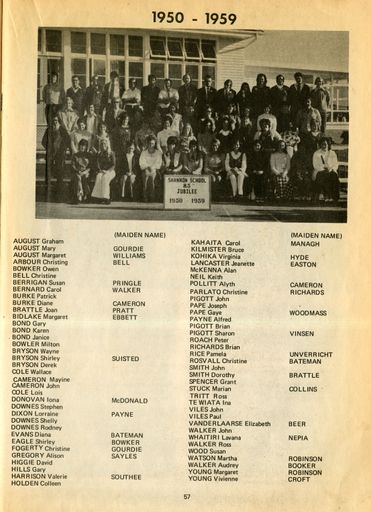 1950 - 1959
SHANNON SCHOOL
85
JUBILEE
1950 1959
(MAIDEN NAME)
AUGUST Graham
AUGUST Mary GOURDIE
AUGUST Margaret WILLIAMS
ARBOUR Christing BELL
BOWKER Owen
BELL Christine
BERRIGAN Susan PRINGLE
BERNARD Carol WALKER
BURKE Patrick
BURKE Diane CAMERON
BRATTLE Joan PRATT
BIDLAKE Margaret EBBETT
BOND Gary
BOND Karen
BOND Janice
BOWLER Milton
BRYSON Wayne
BRYSON Shirley SUISTED
BRYSON Derek
COLE Wallace
CAMERON Mayine
CAMERON John
COLE Lois
DONOVAN Iona McDONALD
DOWNES Stephen
DIXON Lorraine PAYNE
DOWNES Shelly
DOWNES Rodney
EVANS Diana BATEMAN
EAGLE Shirley BOWKER
FOGERTY Christine GOURDIE
GREGORY Alison SAYLES
HIGGIE David
HILLS Gary
HARRISON Valerie SOUTHEE
HOLDEN Colleen
(MAIDEN NAME)
KAHAITA Carol MANAGH
KILMISTER Bruce
KOHIKA Virginia HYDE
LANCASTER Jeanette EASTON
McKENNA Alan
NEIL Keith
POLLITT Alyth CAMERON
PARLATO Christine RICHARDS
PIGOTT John
PAPE Joseph
PAPE Gaye WOODMASS
PAYNE Alfred
PIGOTT Brian
PIGOTT Sharon VINSEN
ROACH Peter
RICHARDS Brian
RICE Pamela UNVERRICHT
ROSVALL Christine BATEMAN
SMITH John
SMITH Dorothy BRATTLE
SPENCER Grant
STUCK Marian COLLINS
TRITT Ross
TE WIATA Ina
VILES John
VILES Paul
VANDERLAARSE Elizabeth BEER
WALKER John
WHAITIRI Lavana NEPIA
WALKER Ross
WOOD Susan
WATSON Martha ROBINSON
WALKER Audrey BOOKER
YOUNG Margaret ROBINSON
YOUNG Vivienne CROFT
57